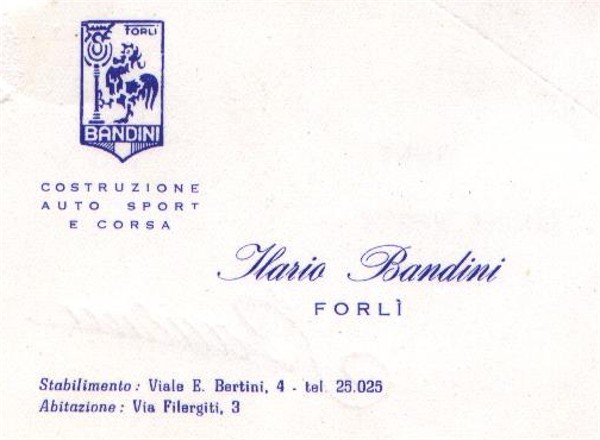 FORLÌ
BANDINI
COSTRUZIONE
AUTO SPORT
E CORSA
Ilario Bandini
FORLÌ
Stabilimento: Viale E. Bertini, 4 - tel. 25.025
Abitazione: Via Filergiti, 3